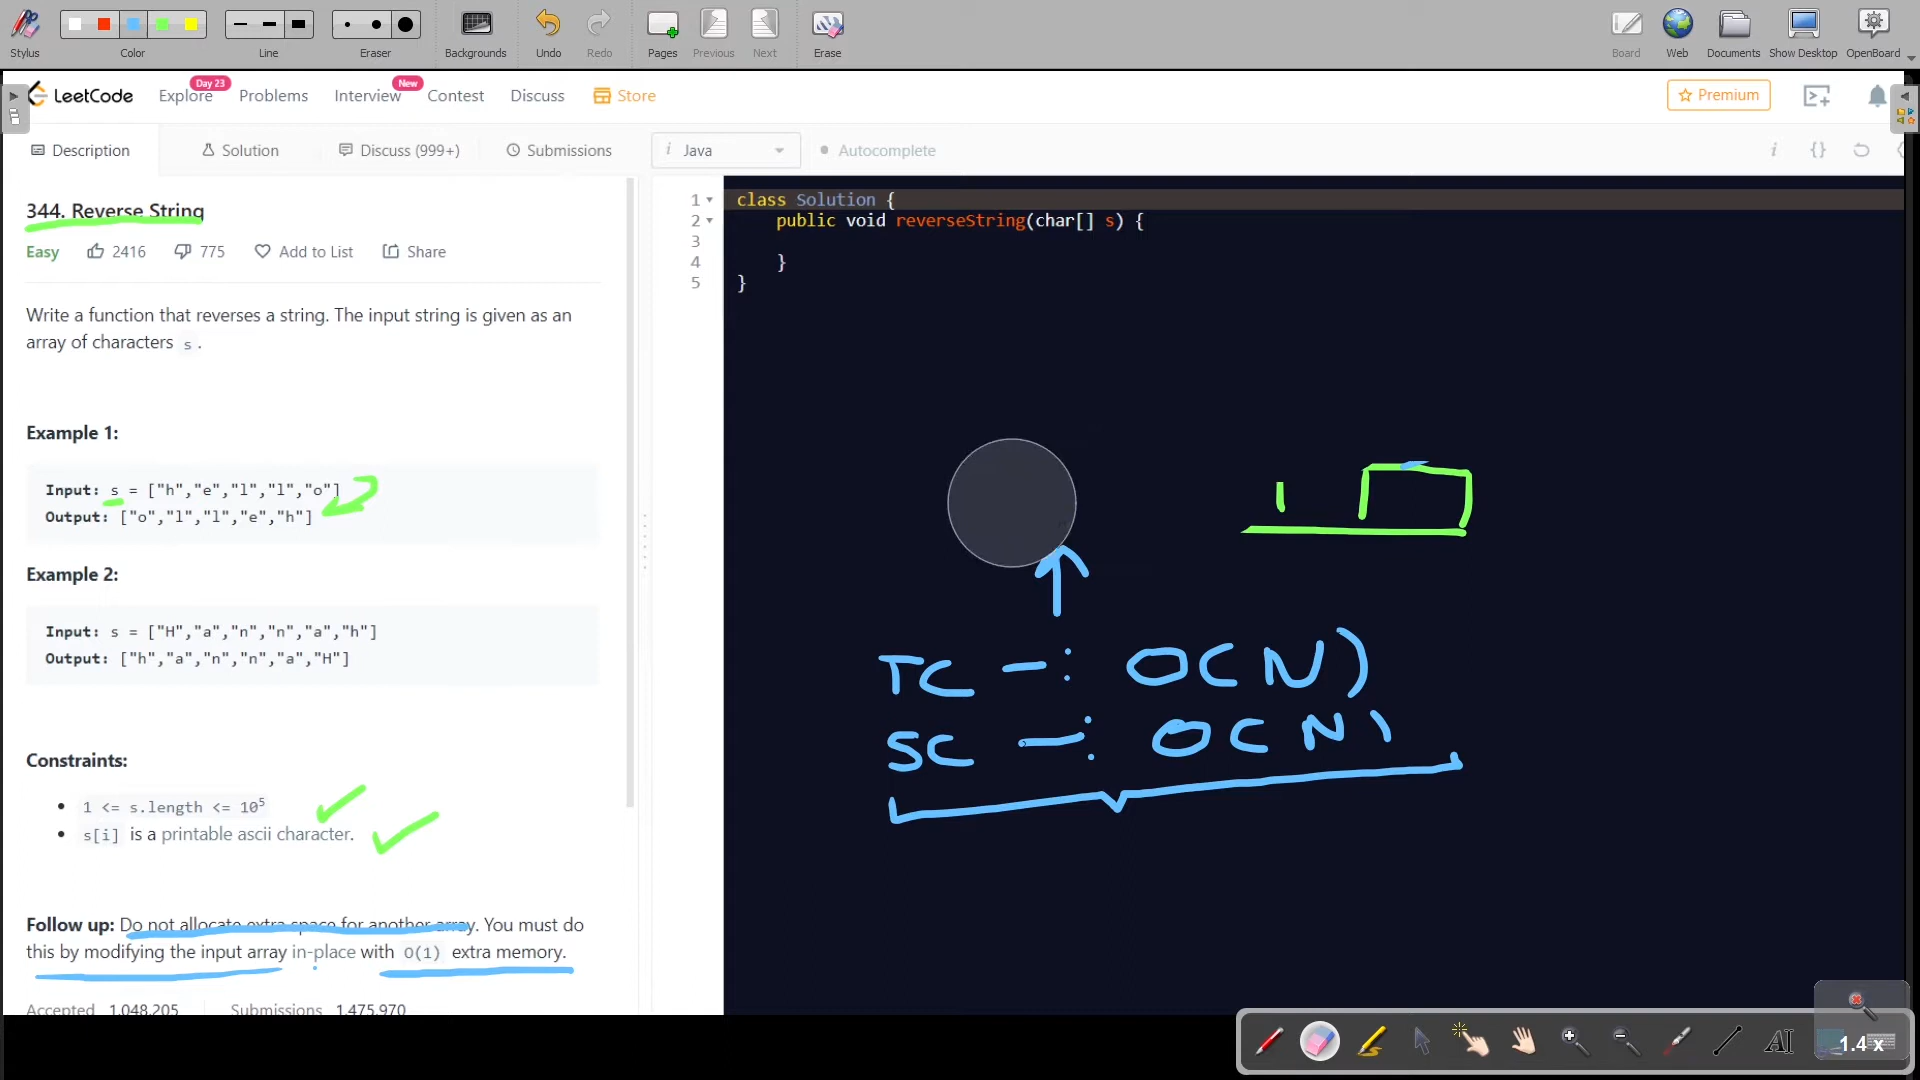 Stylus Color Line Eraser Backgrounds Undo Redo Pages Previous Next Erase Board Web Documents Show Desktop OpenBoard
LeetCode Explore Day 23 Problems Interview New Contest Discuss Store Premium
Description Solution Discuss (999+) Submissions i Java Autocomplete i {}
344. Reverse String
Easy 2416 775 Add to List Share
Write a function that reverses a string. The input string is given as an
array of characters s .
Example 1:
Input: s = ["h","e","l","l","o"]
Output: ["o","l","l","e","h"]
Example 2:
Input: s = ["H","a","n","n","a","h"]
Output: ["h","a","n","n","a","H"]
Constraints:
1 <= s.length <= 10⁵
s[i] is a printable ascii character.
Follow up: Do not allocate extra space for another array. You must do
this by modifying the input array in-place with O(1) extra memory.
Accepted 1,048,205 Submissions 1,475,970
1 class Solution {
2 public void reverseString(char[] s) {
3
4 }
5 }
TC -: O(N)
SC -: O(N)
AI 1.4 x